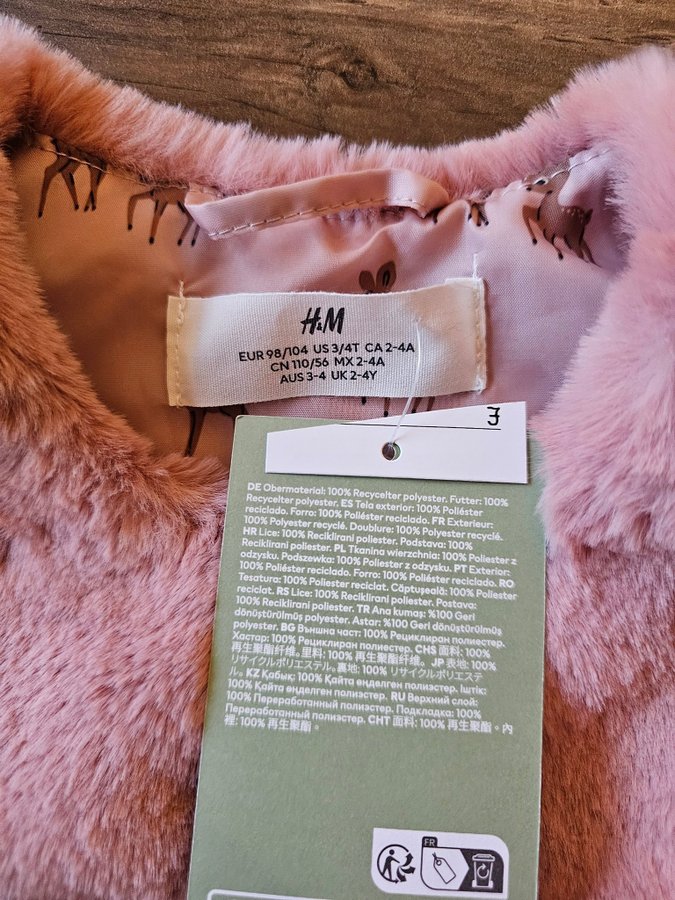 H&M
EUR 98/104 US 3/4T CA 2-4A
CN 110/56 MX 2-4A
AUS 3-4 UK 2-4Y
DE Obermaterial: 100% Recycelter polyester. Futter: 100%
Recycelter polyester. ES Tela exterior: 100% Poliéster
reciclado. Forro: 100% Poliéster reciclado. FR Exterieur:
100% Polyester recyclé. Doublure: 100% Polyester recyclé.
HR Lice: 100% Reciklirani poliester. Podstava: 100%
Reciklirani poliester. PL Tkanina wierzchnia: 100% Poliester z
odzysku. Podszewka: 100% Poliester z odzysku. PT Exterior:
100% Poliéster reciclado. Forro: 100% Poliéster reciclado. RO
Tesatura: 100% Poliester reciclat. Căptuşeală: 100% Poliester
reciclat. RS Lice: 100% Reciklirani poliester. Postava:
100% Reciklirani poliester. TR Ana kumaş: %100 Geri
dönüştürülmüş polyester. Astar: %100 Geri dönüştürülmüş
polyester. BG Външна част: 100% Рециклиран полиестер.
Хастар: 100% Рециклиран полиестер. CHS 面料: 100%
再生聚酯纤维。里料: 100% 再生聚酯纤维。 JP 表地: 100%
リサイクルポリエステル。裏地: 100% リサイクルポリエステ
ル。 KZ Қабық: 100% Қайта өңделген полиэстер. Іштік:
100% Қайта өңделген полиэстер. RU Верхний слой:
100% Переработанный полиэстер. Подкладка: 100%
Переработанный полиэстер. CHT 面料: 100% 再生聚酯。 內
裡: 100% 再生聚酯。
FR